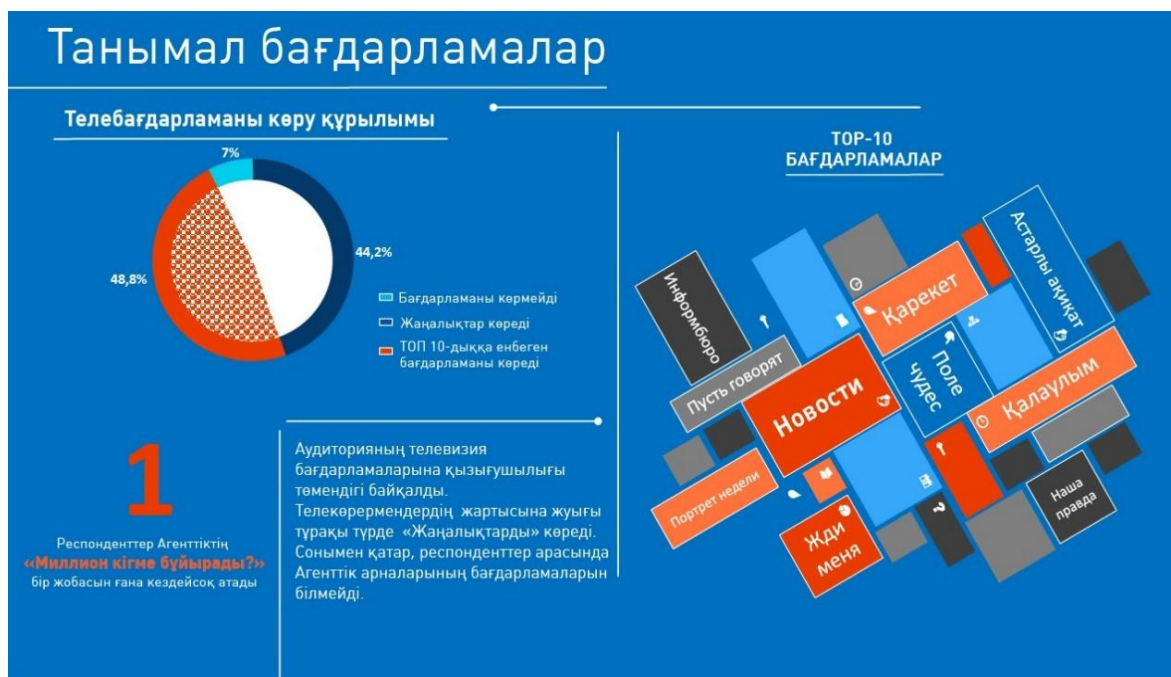 Танымал бағдарламалар
Телебағдарламаны көру құрылымы
7%
44,2%
48,8%
Бағдарламаны көрмейді
Жаңалықтар көреді
ТОП 10-дыққа енбеген
бағдарламаны көреді
1
Респонденттер Агенттіктің
«Миллион кігме бұйырады?»
бір жобасын ғана кездейсоқ атады
Аудиторияның телевизия
бағдарламаларына қызығушылығы
төмендігі байқалды.
Телекөрермендердің жартысына жуығы
тұрақы түрде «Жаңалықтарды» көреді.
Сонымен қатар, респонденттер арасында
Агенттік арналарының бағдарламаларын
білмейді.
TOP-10
БАҒДАРЛАМАЛАР
Информбюро
Пусть говорят
Новости
Қарекет
Астарлы ақиқат
Поле
чудес
Қалаулым
Портрет недели
Жди
меня
Наша
правда